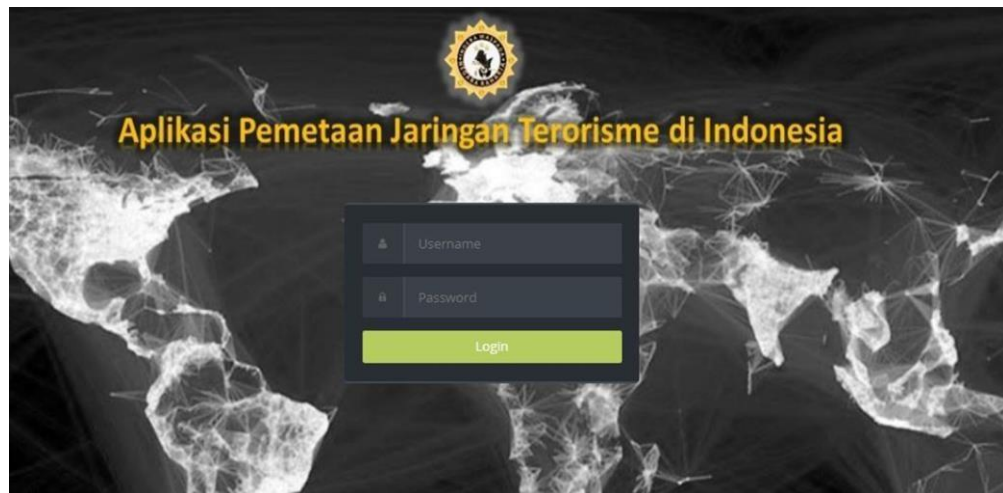 Aplikasi Pemetaan Jaringan Terorisme di Indonesia
Username
Password
Login